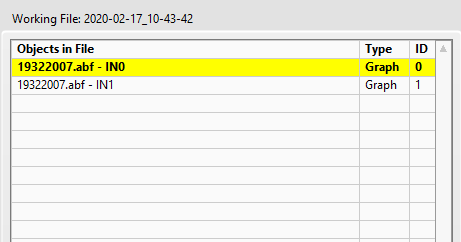 Working File: 2020-02-17_10-43-42
Objects in File Type ID
19322007.abf - IN0 Graph 0
19322007.abf - IN1 Graph 1